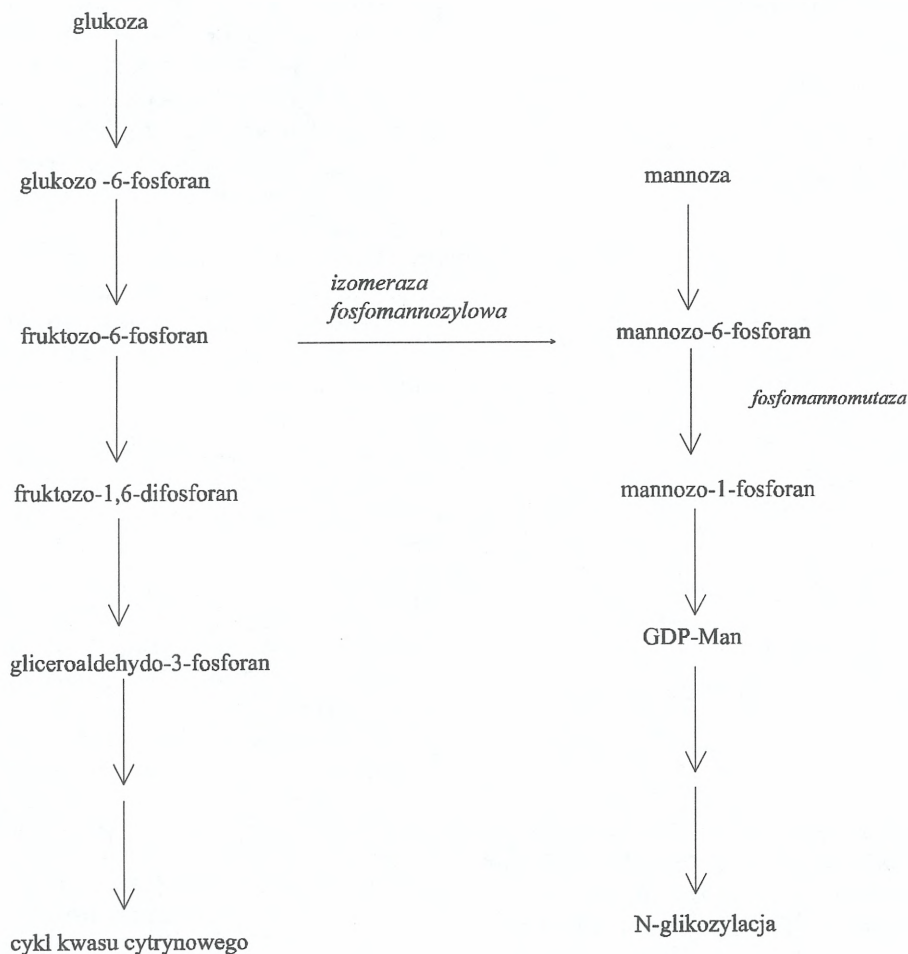 glukoza
glukozo -6-fosforan
mannoza
izomeraza
fosfomannozylowa
fruktozo-6-fosforan
mannozo-6-fosforan
fosfomannomutaza
fruktozo-1,6-difosforan
mannozo-1-fosforan
GDP-Man
gliceroaldehydo-3-fosforan
N-glikozylacja
cykl kwasu cytrynowego